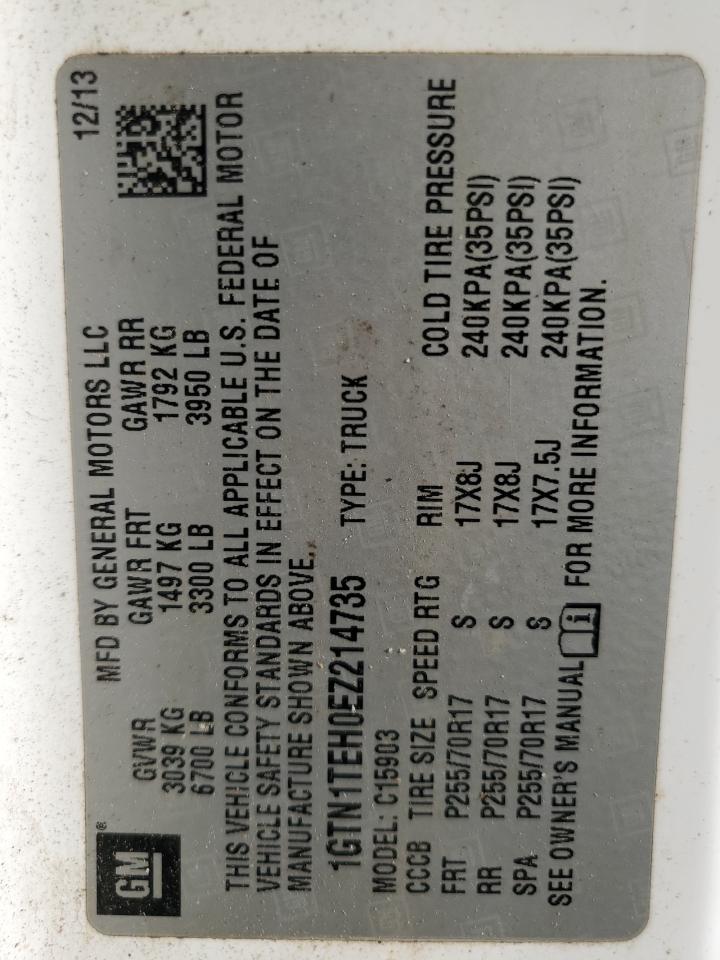 GM®
MFD BY GENERAL MOTORS LLC 12/13
GVWR GAWR FRT GAWR RR
3039 KG 1497 KG 1792 KG
6700 LB 3300 LB 3950 LB
THIS VEHICLE CONFORMS TO ALL APPLICABLE U.S. FEDERAL MOTOR
VEHICLE SAFETY STANDARDS IN EFFECT ON THE DATE OF
MANUFACTURE SHOWN ABOVE.
1GTN1TEH0EZ214735 TYPE: TRUCK
MODEL: C15903
CCCB TIRE SIZE SPEED RTG RIM COLD TIRE PRESSURE
FRT P255/70R17 S 17X8J 240KPA(35PSI)
RR P255/70R17 S 17X8J 240KPA(35PSI)
SPA P255/70R17 S 17X7.5J 240KPA(35PSI)
SEE OWNER'S MANUAL FOR MORE INFORMATION.